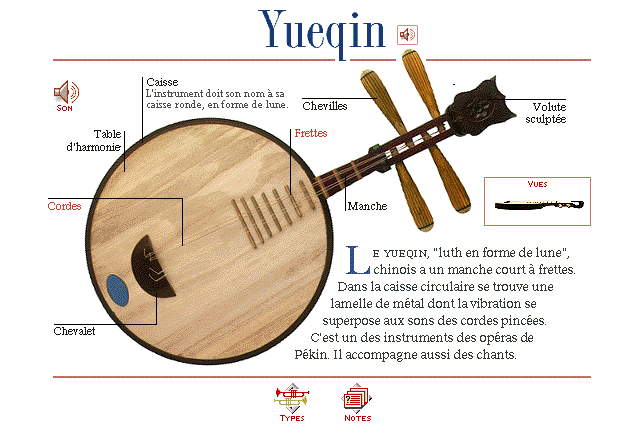 Yueqin
Son
Caisse
L'instrument doit son nom à sa
caisse ronde, en forme de lune.
Chevilles
Volute
sculptée
Table
d'harmonie
Frettes
Vues
Cordes
Manche
Le yueqin, "luth en forme de lune",
chinois a un manche court à frettes.
Dans la caisse circulaire se trouve une
lamelle de métal dont la vibration se
superpose aux sons des cordes pincées.
C'est un des instruments des opéras de
Pékin. Il accompagne aussi des chants.
Chevalet
Types
Notes